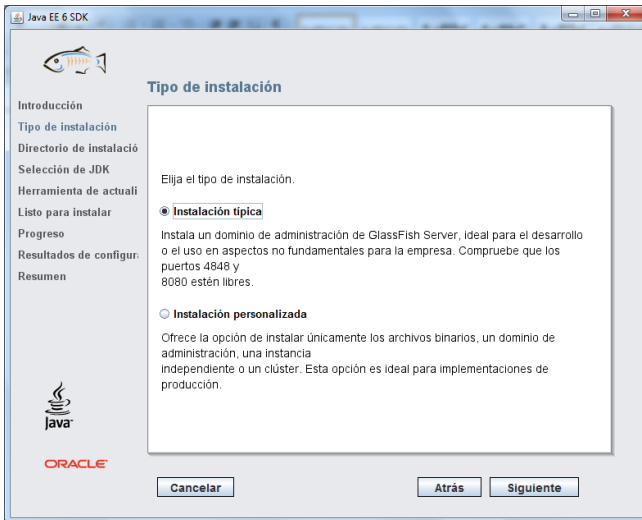 Java EE 6 SDK
Tipo de instalación
Introducción
Tipo de instalación
Directorio de instalació
Selección de JDK
Herramienta de actuali
Listo para instalar
Progreso
Resultados de configur
Resumen
Elija el tipo de instalación.
Instalación típica
Instala un dominio de administración de GlassFish Server, ideal para el desarrollo
o el uso en aspectos no fundamentales para la empresa. Compruebe que los
puertos 4848 y
8080 estén libres.
Instalación personalizada
Ofrece la opción de instalar únicamente los archivos binarios, un dominio de
administración, una instancia
independiente o un clúster. Esta opción es ideal para implementaciones de
producción.
Java
ORACLE
Cancelar
Atrás
Siguiente